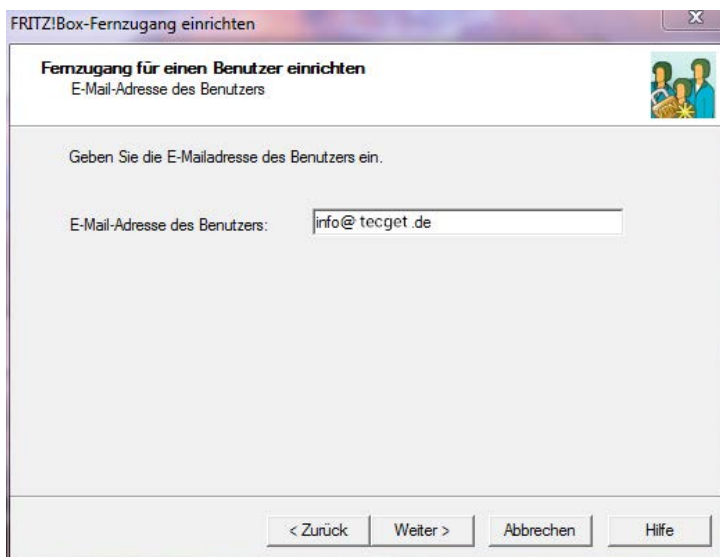 FRITZ!Box-Fernzugang einrichten
Fernzugang für einen Benutzer einrichten
E-Mail-Adresse des Benutzers
Geben Sie die E-Mailadresse des Benutzers ein.
E-Mail-Adresse des Benutzers: info@ tecget .de
< Zurück Weiter > Abbrechen Hilfe